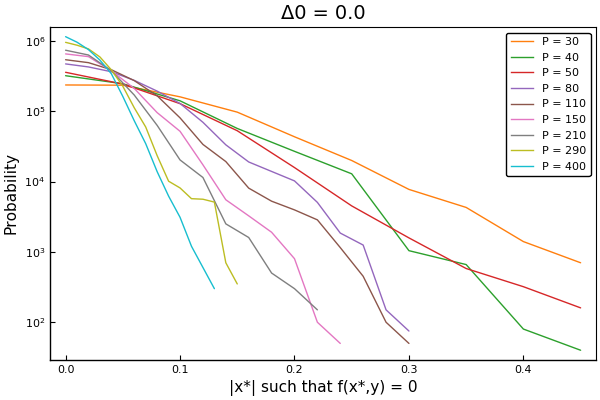 Δ0 = 0.0
Probability
10⁶
10⁵
10⁴
10³
10²
P = 30
P = 40
P = 50
P = 80
P = 110
P = 150
P = 210
P = 290
P = 400
0.0 0.1 0.2 0.3 0.4
|x*| such that f(x*,y) = 0